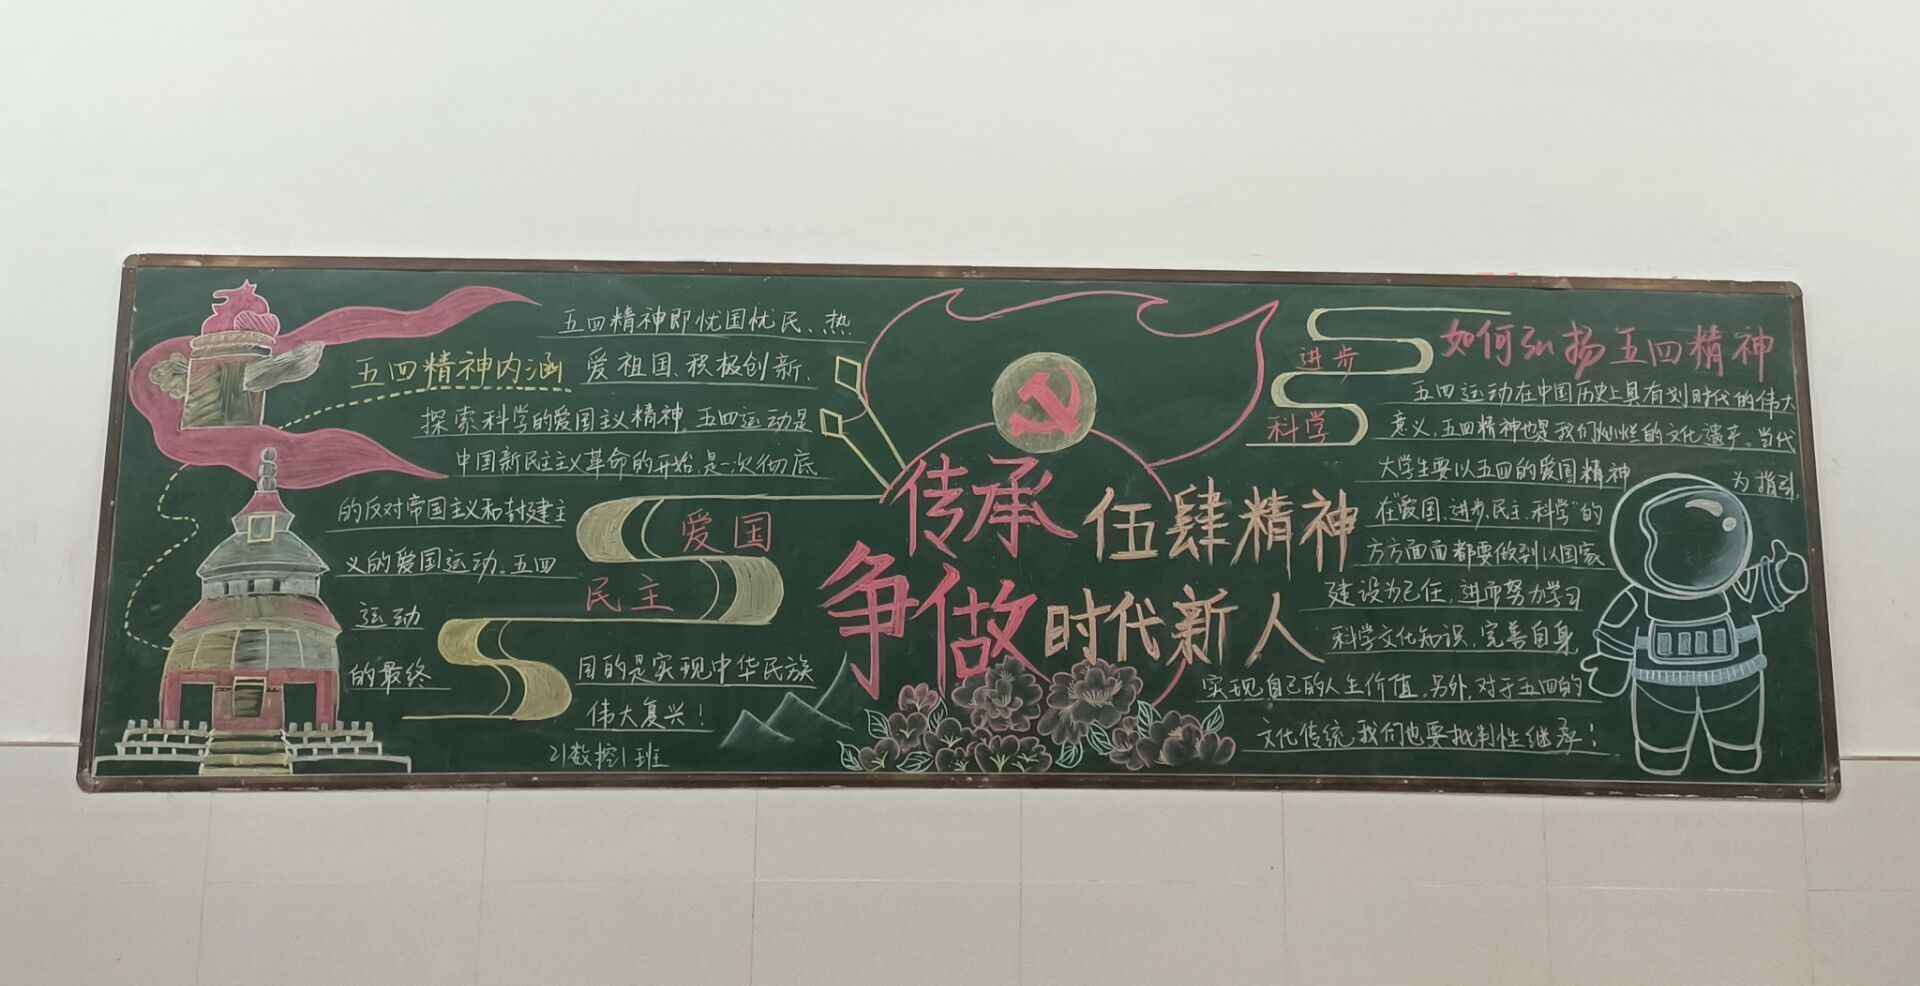 五四精神内涵
五四精神即忧国忧民、热
爱祖国、积极创新、
探索科学的爱国主义精神。五四运动是
中国新民主主义革命的开始,是一次彻底
的反对帝国主义和封建主
义的爱国运动。五四
运动
的最终
目的是实现中华民族
伟大复兴!
21数控1班
爱国
民主
传承 伍肆精神
争做 时代新人
进步
科学
如何弘扬五四精神
五四运动在中国历史上具有划时代的伟大
意义,五四精神也是我们灿烂的文化遗产。当代
大学生要以五四的爱国精神 为指引,
在“爱国、进步、民主、科学”的
方方面面都要做到以国家
建设为己任,进而努力学习
科学文化知识,完善自身
实现自己的人生价值。另外,对于五四的
文化传统,我们也要批判性继承!